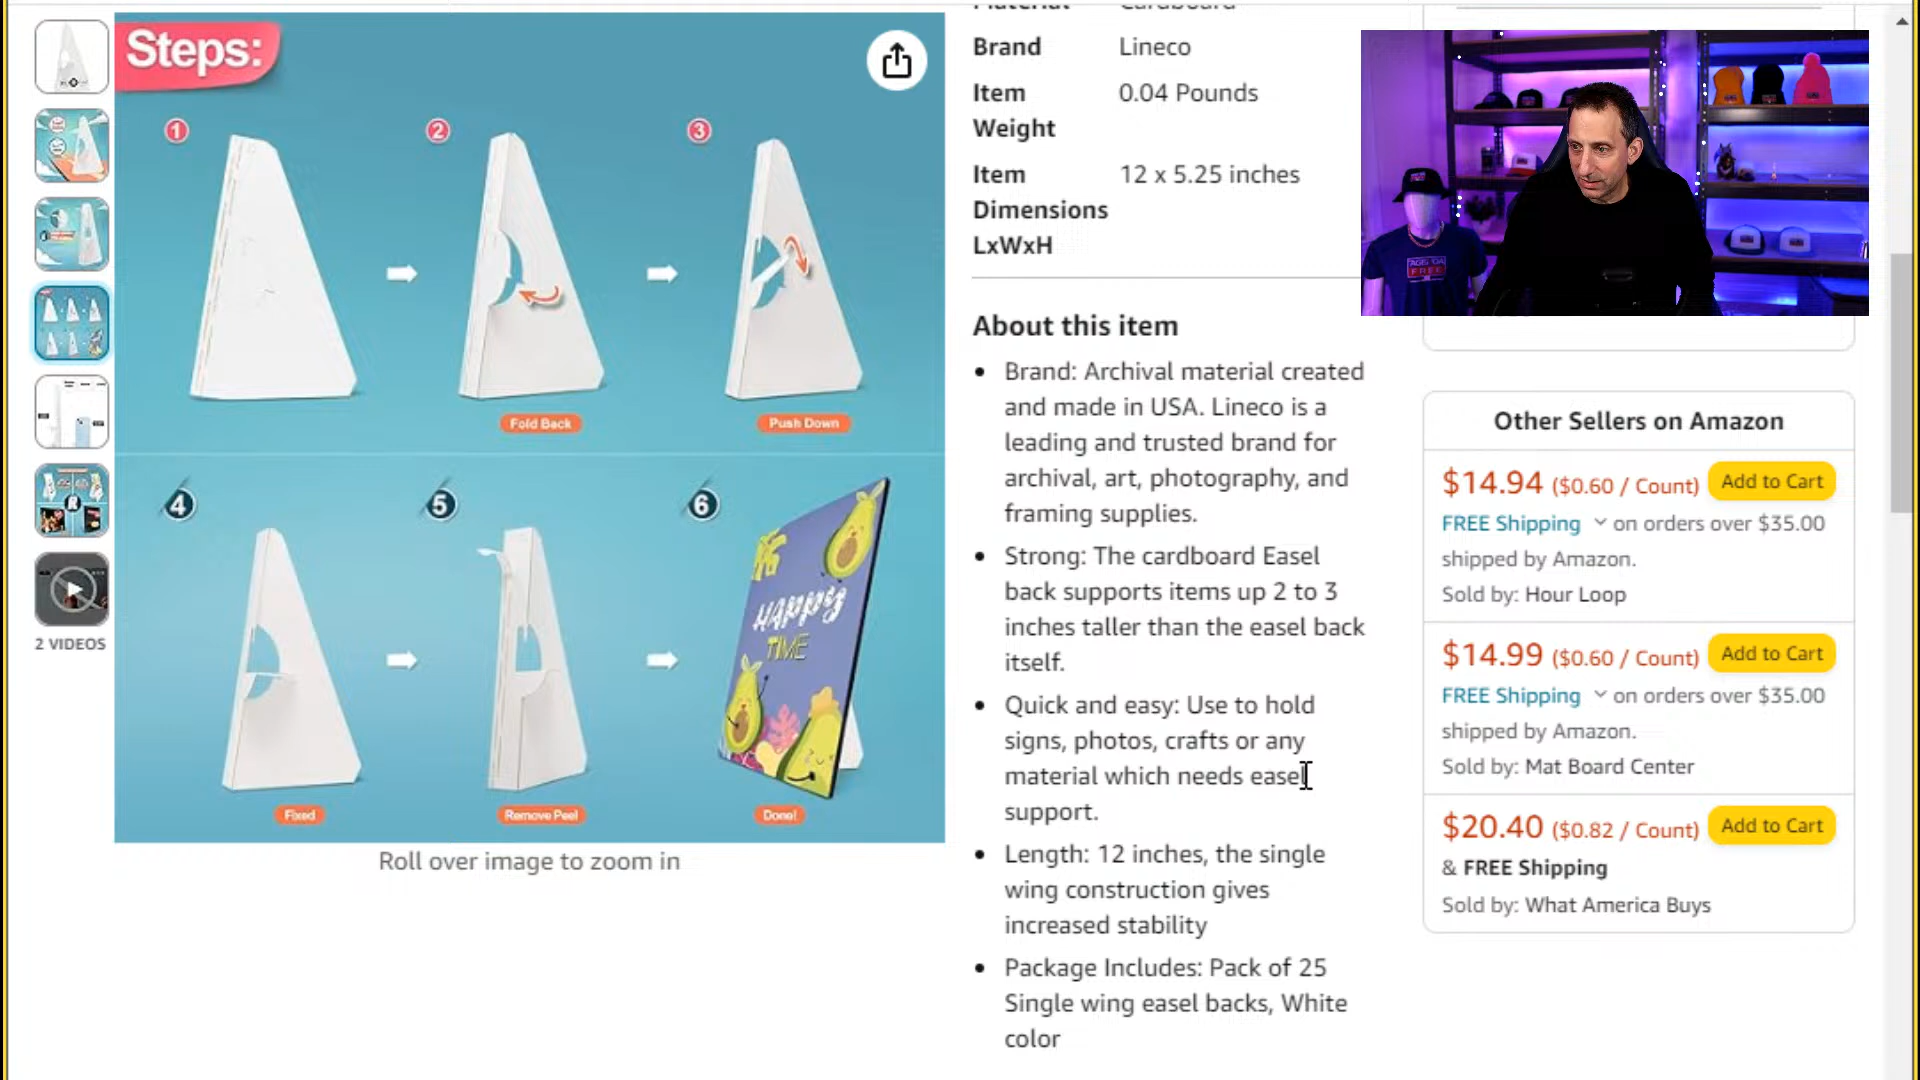 Steps:
1
2
3
Fold Back
Push Down
4
5
6
HAPPY
TIME
Fixed
Remove Peel
Done!
2 VIDEOS
Roll over image to zoom in
Brand Lineco
Item 0.04 Pounds
Weight
Item 12 x 5.25 inches
Dimensions
LxWxH
About this item
Brand: Archival material created
and made in USA. Lineco is a
leading and trusted brand for
archival, art, photography, and
framing supplies.
Strong: The cardboard Easel
back supports items up 2 to 3
inches taller than the easel back
itself.
Quick and easy: Use to hold
signs, photos, crafts or any
material which needs easel
support.
Length: 12 inches, the single
wing construction gives
increased stability
Package Includes: Pack of 25
Single wing easel backs, White
color
Other Sellers on Amazon
$14.94 ($0.60 / Count) Add to Cart
FREE Shipping on orders over $35.00
shipped by Amazon.
Sold by: Hour Loop
$14.99 ($0.60 / Count) Add to Cart
FREE Shipping on orders over $35.00
shipped by Amazon.
Sold by: Mat Board Center
$20.40 ($0.82 / Count) Add to Cart
& FREE Shipping
Sold by: What America Buys
FREE